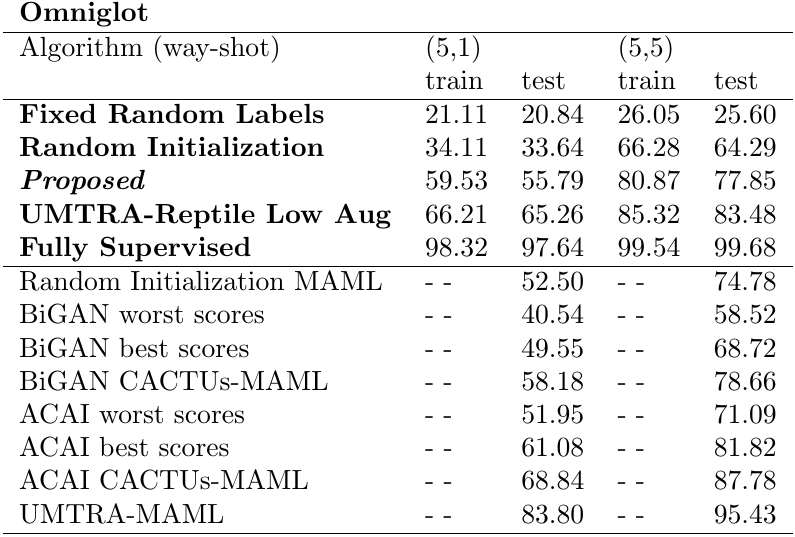 Omniglot
Algorithm (way-shot) (5,1) (5,5)
train test train test
Fixed Random Labels 21.11 20.84 26.05 25.60
Random Initialization 34.11 33.64 66.28 64.29
Proposed 59.53 55.79 80.87 77.85
UMTRA-Reptile Low Aug 66.21 65.26 85.32 83.48
Fully Supervised 98.32 97.64 99.54 99.68
Random Initialization MAML - - 52.50 - - 74.78
BiGAN worst scores - - 40.54 - - 58.52
BiGAN best scores - - 49.55 - - 68.72
BiGAN CACTUs-MAML - - 58.18 - - 78.66
ACAI worst scores - - 51.95 - - 71.09
ACAI best scores - - 61.08 - - 81.82
ACAI CACTUs-MAML - - 68.84 - - 87.78
UMTRA-MAML - - 83.80 - - 95.43